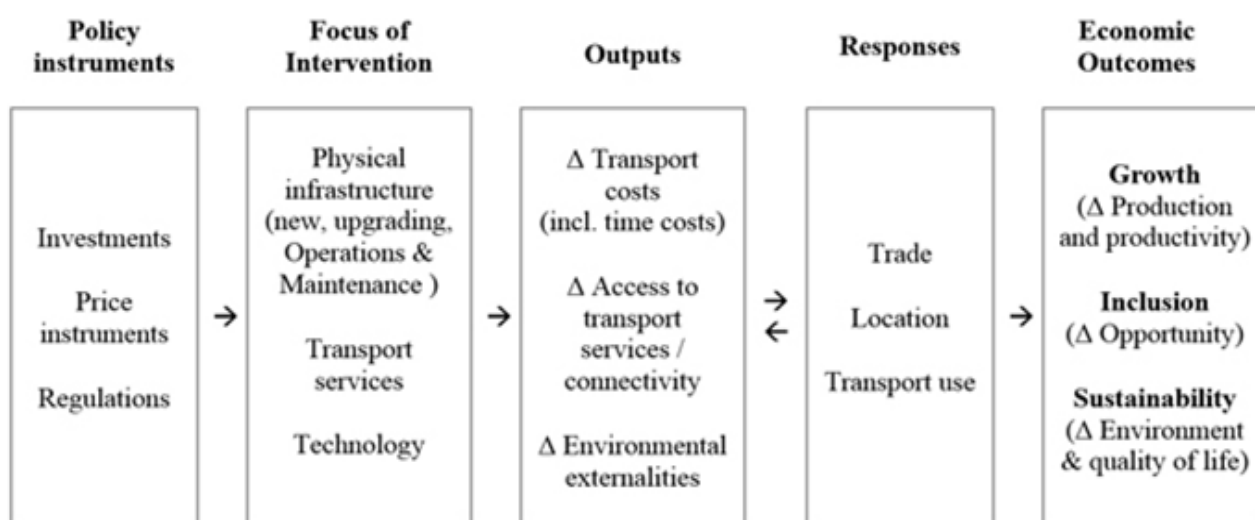 Policy
instruments
Focus of
Intervention
Outputs
Responses
Economic
Outcomes
Investments
Price
instruments
Regulations
→
Physical
infrastructure
(new, upgrading,
Operations &
Maintenance )
Transport
services
Technology
→
Δ Transport
costs
(incl. time costs)
Δ Access to
transport
services /
connectivity
Δ Environmental
externalities
→
←
Trade
Location
Transport use
→
Growth
(Δ Production
and productivity)
Inclusion
(Δ Opportunity)
Sustainability
(Δ Environment
& quality of life)